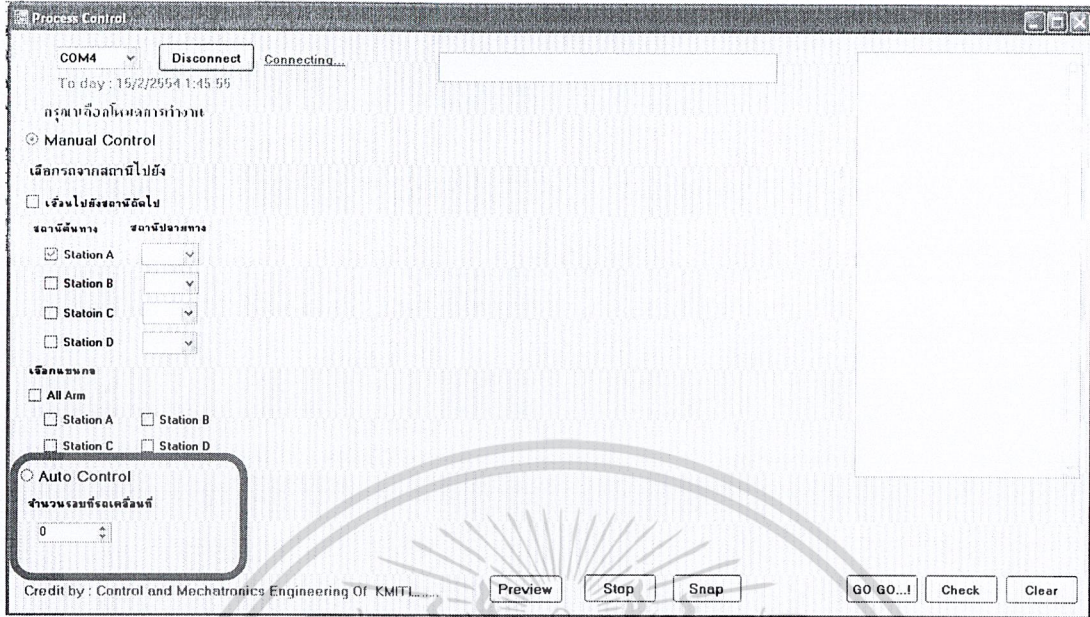 Process Control
COM4 Disconnect Connecting...
To day : 15/2/2554 1:45:55
กรุณาเลือกโหมดการทำงาน
Manual Control
เลือกรถจากสถานีไปยัง
เลื่อนไปยังสถานีถัดไป
สถานีต้นทาง สถานีปลายทาง
Station A
Station B
Statoin C
Station D
เลือกแขนกล
All Arm
Station A Station B
Station C Station D
Auto Control
จำนวนรอบที่รถเคลื่อนที่
0
Credit by : Control and Mechatronics Engineering Of KMITL........ Preview Stop Snap GO GO...! Check Clear